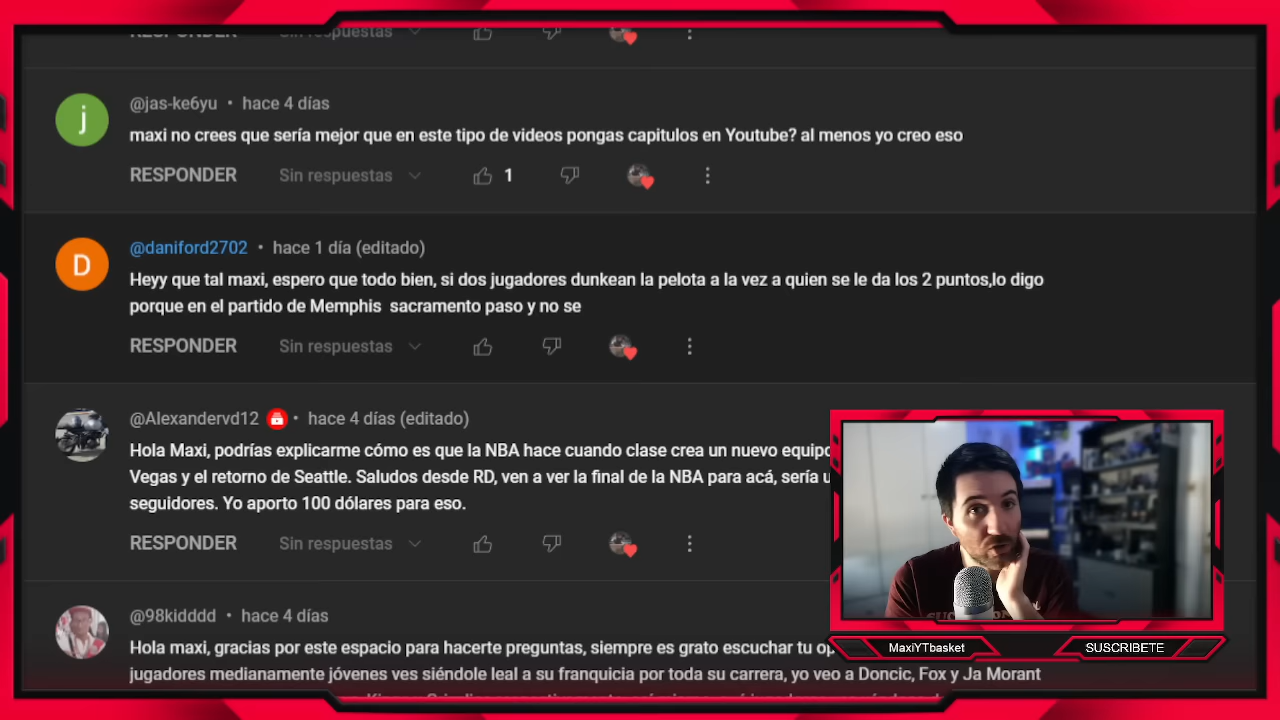 RESPONDER Sin respuestas
@jas-ke6yu • hace 4 días
maxi no crees que sería mejor que en este tipo de videos pongas capitulos en Youtube? al menos yo creo eso
RESPONDER Sin respuestas 1
@daniford2702 • hace 1 día (editado)
Heyy que tal maxi, espero que todo bien, si dos jugadores dunkean la pelota a la vez a quien se le da los 2 puntos,lo digo
porque en el partido de Memphis sacramento paso y no se
RESPONDER Sin respuestas
@Alexandervd12 • hace 4 días (editado)
Hola Maxi, podrías explicarme cómo es que la NBA hace cuando clase crea un nuevo equipo
Vegas y el retorno de Seattle. Saludos desde RD, ven a ver la final de la NBA para acá, sería
seguidores. Yo aporto 100 dólares para eso.
RESPONDER Sin respuestas
@98kidddd • hace 4 días
Hola maxi, gracias por este espacio para hacerte preguntas, siempre es grato escuchar tu
jugadores medianamente jóvenes ves siéndole leal a su franquicia por toda su carrera, yo veo a Doncic, Fox y Ja Morant
MaxiYTbasket
SUSCRIBETE